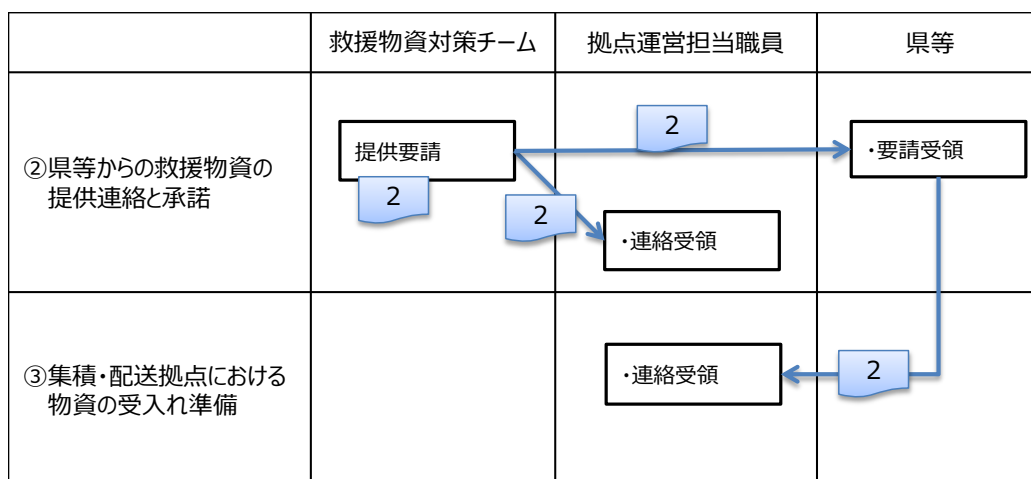 救援物資対策チーム
拠点運営担当職員
県等
②県等からの救援物資の
提供連絡と承諾
提供要請
2
2
2
・要請受領
・連絡受領
③集積・配送拠点における
物資の受入れ準備
・連絡受領
2